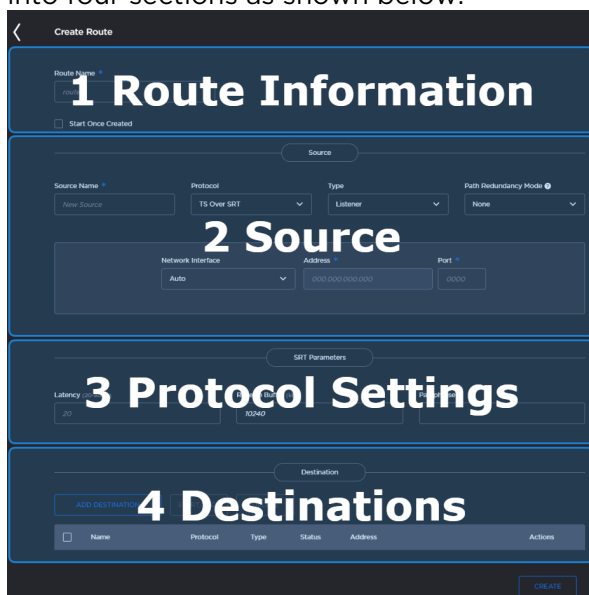 into four sections as shown below:
Create Route
Route Name *
1 Route Information
Start Once Created
Source
Source Name * Protocol Type Path Redundancy Mode ?
New Source TS Over SRT Listener None
2 Source
Network Interface Address * Port *
Auto 000.000.000.000 0000
SRT Parameters
3 Protocol Settings
Latency
20 10240
Destination
ADD DESTINATION
4 Destinations
Name Protocol Type Status Address Actions
CREATE